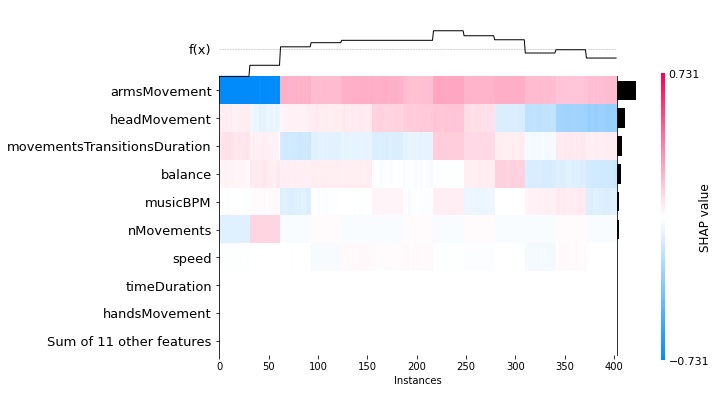 f(x)
0.731
armsMovement
headMovement
movementsTransitionsDuration
balance
musicBPM
nMovements
speed
timeDuration
handsMovement
Sum of 11 other features
SHAP value
−0.731
0 50 100 150 200 250 300 350 400
Instances